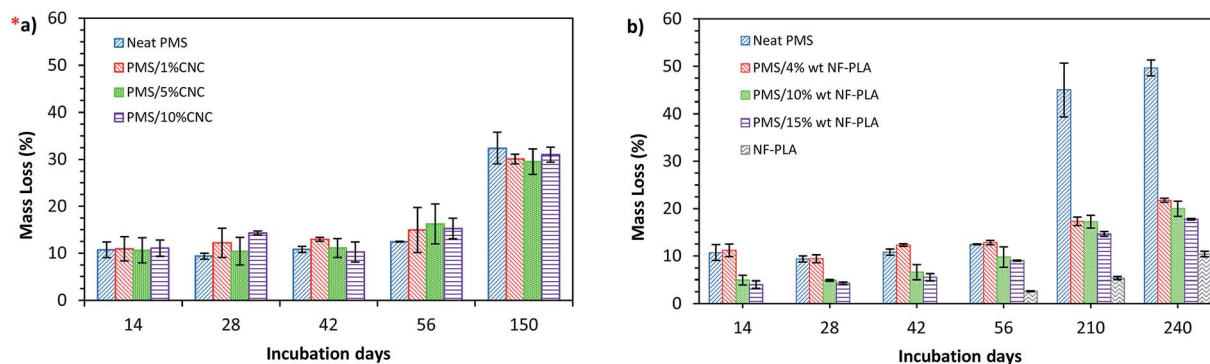 *a)
60
50
40
30
20
10
0
Mass Loss (%)
Neat PMS
PMS/1%CNC
PMS/5%CNC
PMS/10%CNC
14 28 42 56 150
Incubation days
b)
60
50
40
30
20
10
0
Mass Loss (%)
Neat PMS
PMS/4% wt NF-PLA
PMS/10% wt NF-PLA
PMS/15% wt NF-PLA
NF-PLA
14 28 42 56 210 240
Incubation days